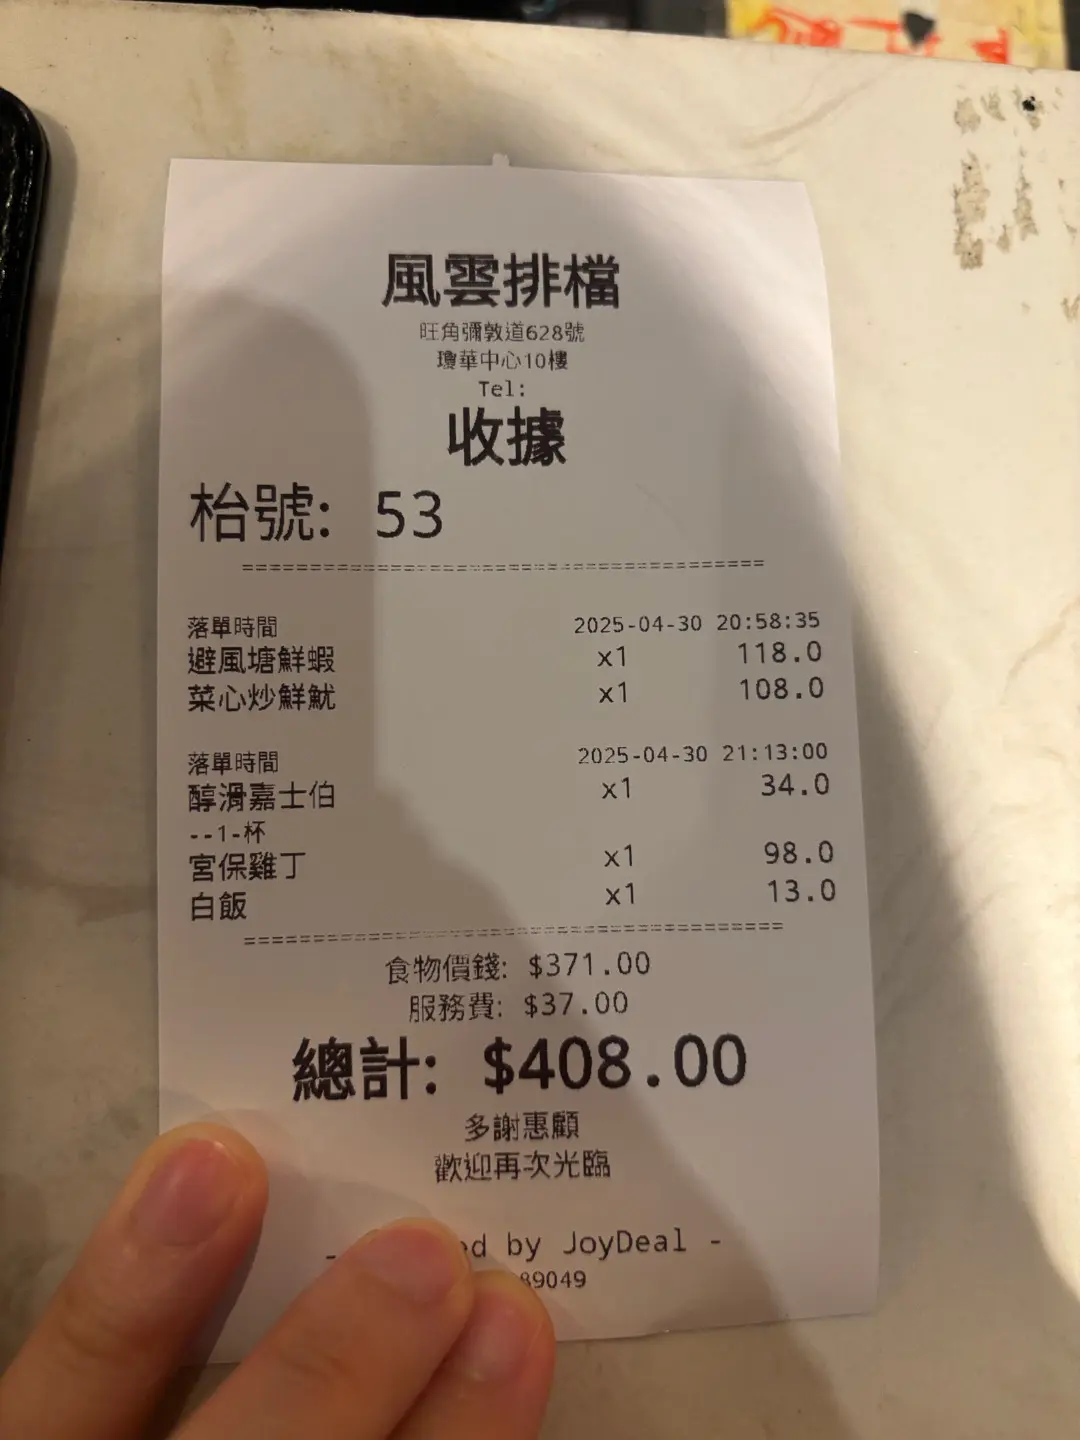 風雲排檔
旺角彌敦道628號
瓊華中心10樓
Tel:
收據
枱號: 53
======================================
落單時間 2025-04-30 20:58:35
避風塘鮮蝦 x1 118.0
菜心炒鮮魷 x1 108.0
落單時間 2025-04-30 21:13:00
醇滑嘉士伯 x1 34.0
--1-杯
宮保雞丁 x1 98.0
白飯 x1 13.0
======================================
食物價錢: $371.00
服務費: $37.00
總計: $408.00
多謝惠顧
歡迎再次光臨
- by JoyDeal -
89049